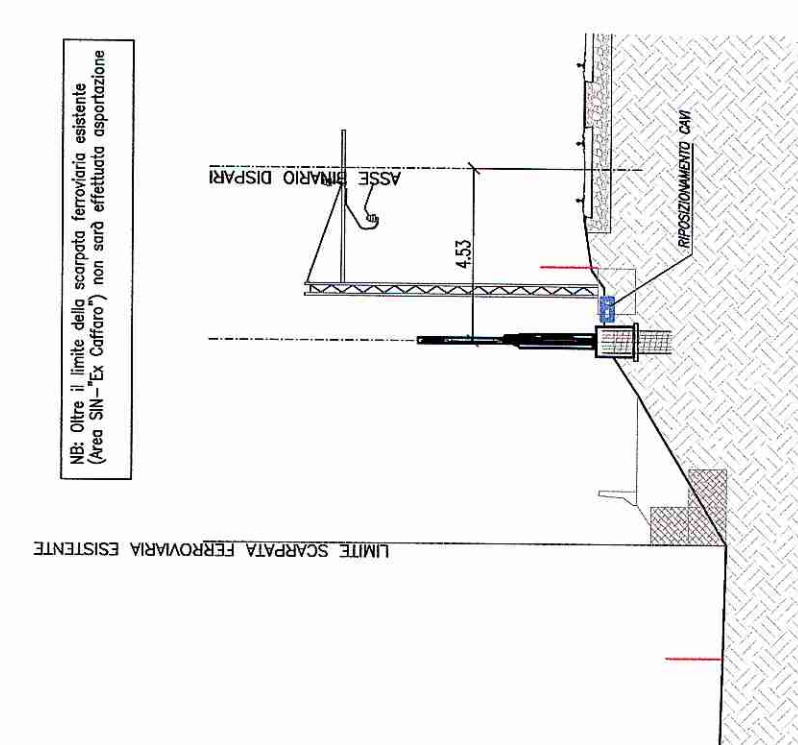 NB: Oltre il limite della scarpata ferroviaria esistente
(Area SIN-"Ex Caffaro") non sarà effettuata asportazione
ASSE BINARIO DISPARI
4.53
RIPOSIZIONAMENTO CAVI
LIMITE SCARPATA FERROVIARIA ESISTENTE